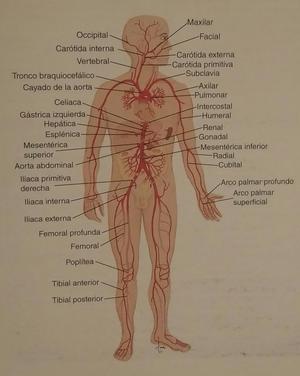 Occipital
Carótida interna
Vertebral
Tronco braquiocefálico
Cayado de la aorta
Celiaca
Gástrica izquierda
Hepática
Esplénica
Mesentérica
superior
Aorta abdominal
Iliaca primitiva
derecha
Iliaca interna
Iliaca externa
Femoral profunda
Femoral
Poplítea
Tibial anterior
Tibial posterior
Maxilar
Facial
Carótida externa
Carótida primitiva
Subclavia
Axilar
Pulmonar
Intercostal
Humeral
Renal
Gonadal
Mesentérica inferior
Radial
Cubital
Arco palmar profundo
Arco palmar
superficial